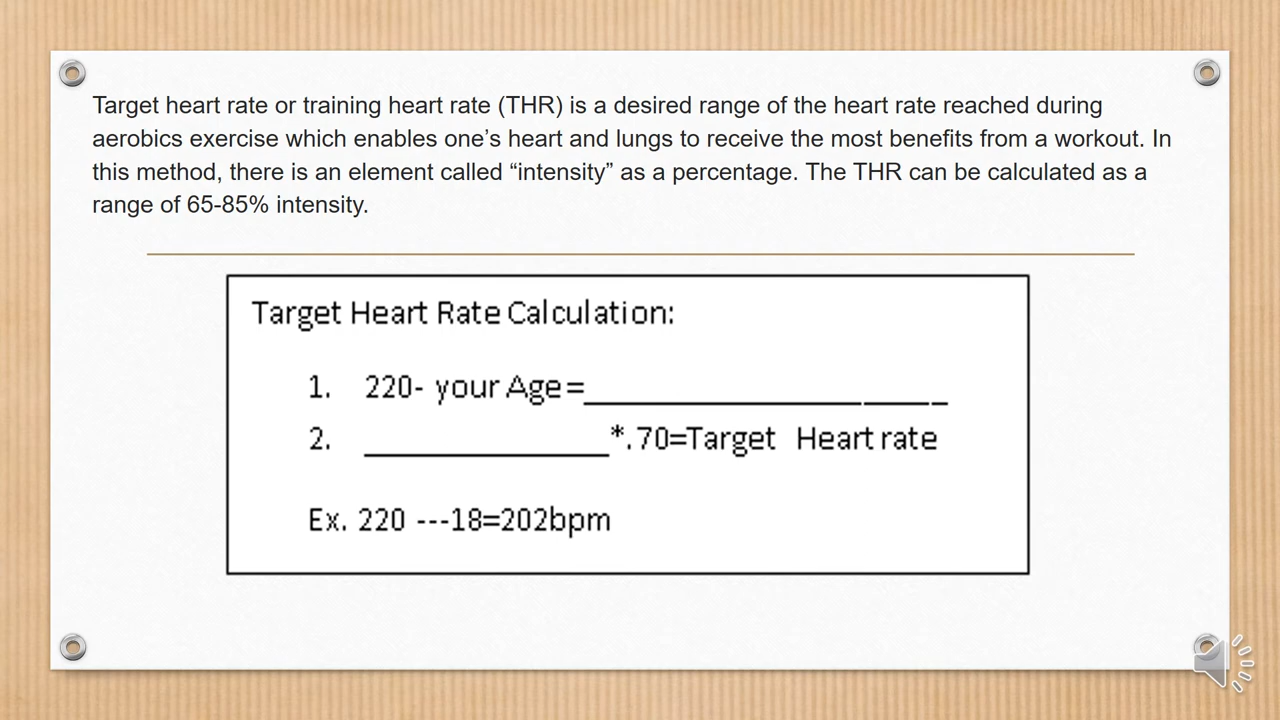 Target heart rate or training heart rate (THR) is a desired range of the heart rate reached during
aerobics exercise which enables one’s heart and lungs to receive the most benefits from a workout. In
this method, there is an element called “intensity” as a percentage. The THR can be calculated as a
range of 65-85% intensity.
Target Heart Rate Calculation:
1. 220- your Age=______________________
2. ________________*.70=Target Heart rate
Ex. 220 ---18=202bpm